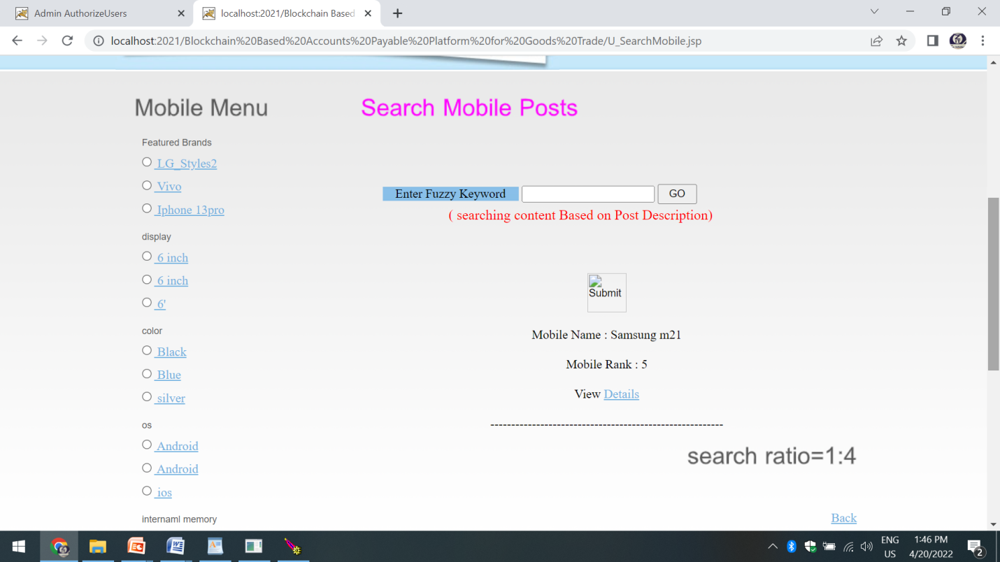 Admin AuthorizeUsers
localhost:2021/Blockchain Based
localhost:2021/Blockchain%20Based%20Accounts%20Payable%20Platform%20for%20Goods%20Trade/U_SearchMobile.jsp
Mobile Menu
Featured Brands
LG_Styles2
Vivo
Iphone 13pro
display
6 inch
6 inch
6'
color
Black
Blue
silver
os
Android
Android
ios
internaml memory
Search Mobile Posts
Enter Fuzzy Keyword GO
( searching content Based on Post Description)
Submit
Mobile Name : Samsung m21
Mobile Rank : 5
View Details
--------------------------------------------------------
search ratio=1:4
Back
ENG
US
1:46 PM
4/20/2022
2